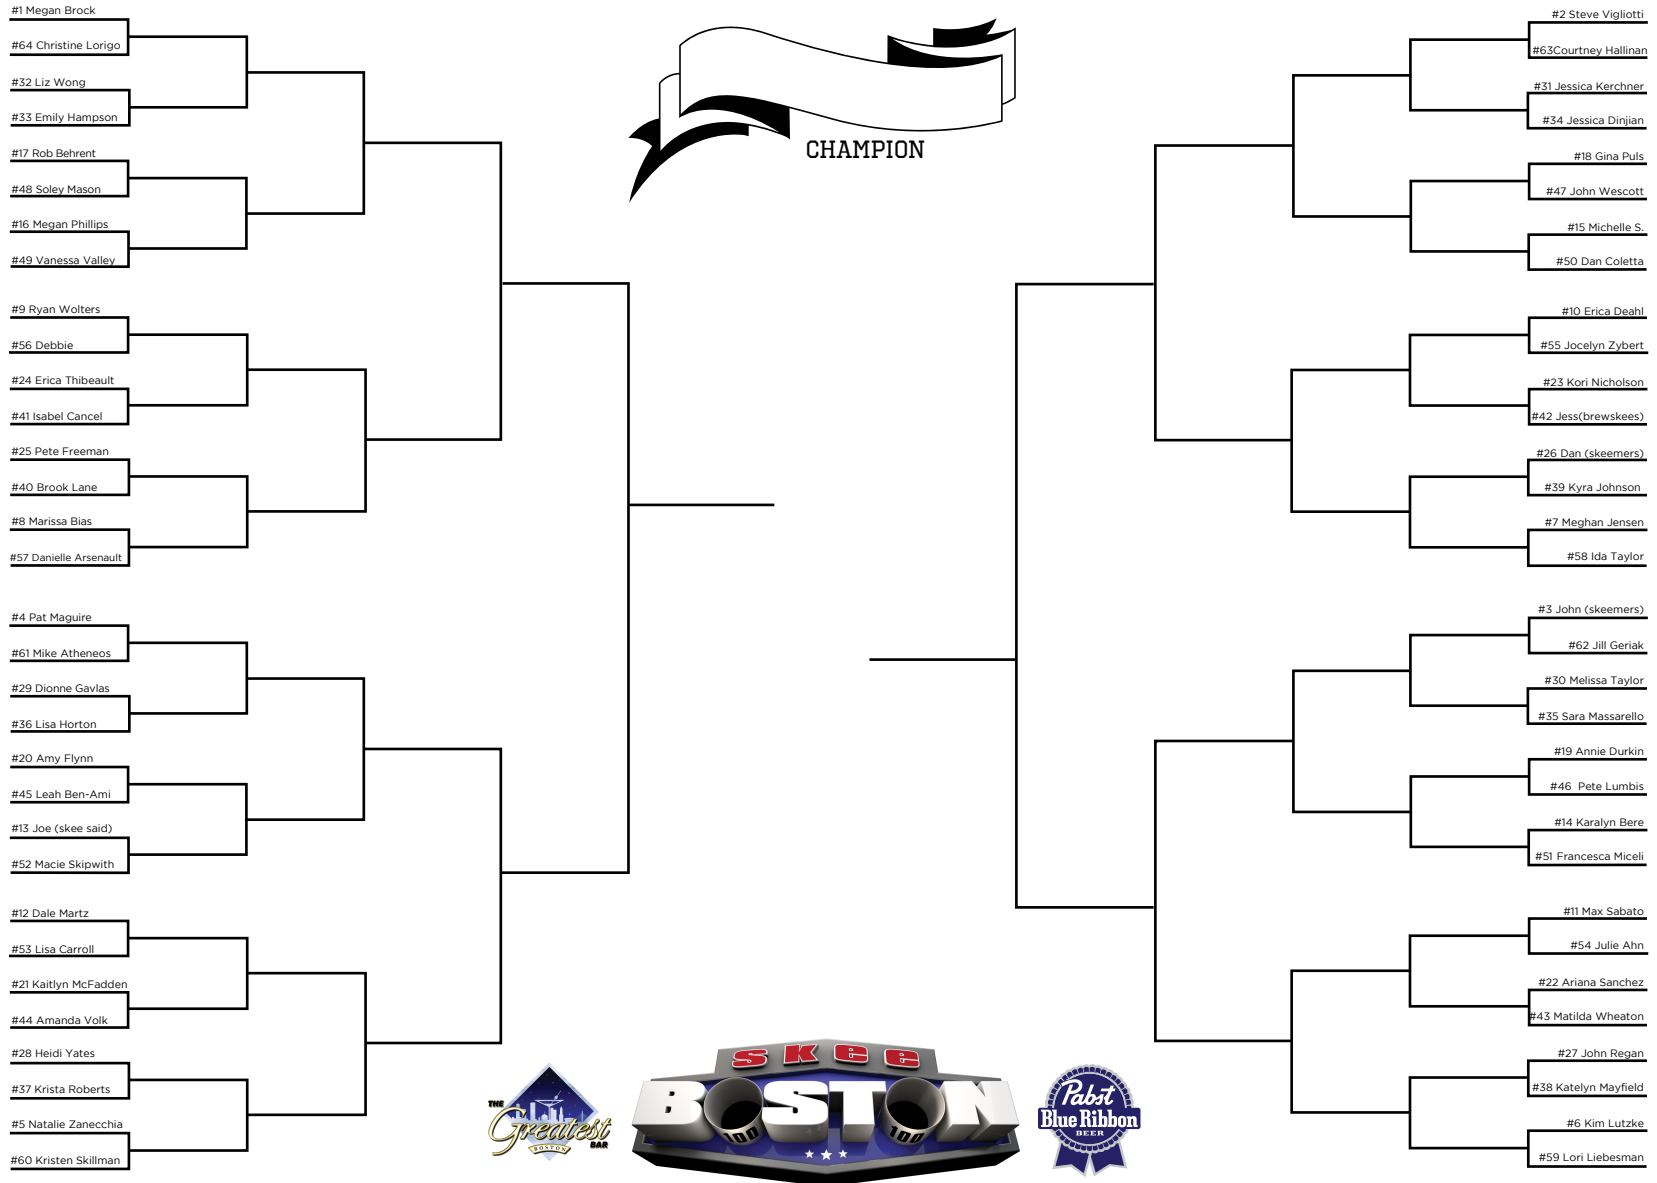 #1 Megan Brock
#64 Christine Lorigo
#32 Liz Wong
#33 Emily Hampson
#17 Rob Behrent
#48 Soley Mason
#16 Megan Phillips
#49 Vanessa Valley
#9 Ryan Wolters
#56 Debbie
#24 Erica Thibeault
#41 Isabel Cancel
#25 Pete Freeman
#40 Brook Lane
#8 Marissa Bias
#57 Danielle Arsenault
#4 Pat Maguire
#61 Mike Atheneos
#29 Dionne Gavlas
#36 Lisa Horton
#20 Amy Flynn
#45 Leah Ben-Ami
#13 Joe (skee said)
#52 Macie Skipwith
#12 Dale Martz
#53 Lisa Carroll
#21 Kaitlyn McFadden
#44 Amanda Volk
#28 Heidi Yates
#37 Krista Roberts
#5 Natalie Zanecchia
#60 Kristen Skillman
CHAMPION
#2 Steve Vigliotti
#63Courtney Hallinan
#31 Jessica Kerchner
#34 Jessica Dinjian
#18 Gina Puls
#47 John Wescott
#15 Michelle S.
#50 Dan Coletta
#10 Erica Deahl
#55 Jocelyn Zybert
#23 Kori Nicholson
#42 Jess(brewskees)
#26 Dan (skeemers)
#39 Kyra Johnson
#7 Meghan Jensen
#58 Ida Taylor
#3 John (skeemers)
#62 Jill Geriak
#30 Melissa Taylor
#35 Sara Massarello
#19 Annie Durkin
#46 Pete Lumbis
#14 Karalyn Bere
#51 Francesca Miceli
#11 Max Sabato
#54 Julie Ahn
#22 Ariana Sanchez
#43 Matilda Wheaton
#27 John Regan
#38 Katelyn Mayfield
#6 Kim Lutzke
#59 Lori Liebesman
THE
Greatest
BAR
BOSTON
skee
BOSTON
100 100
Pabst
Blue Ribbon
BEER